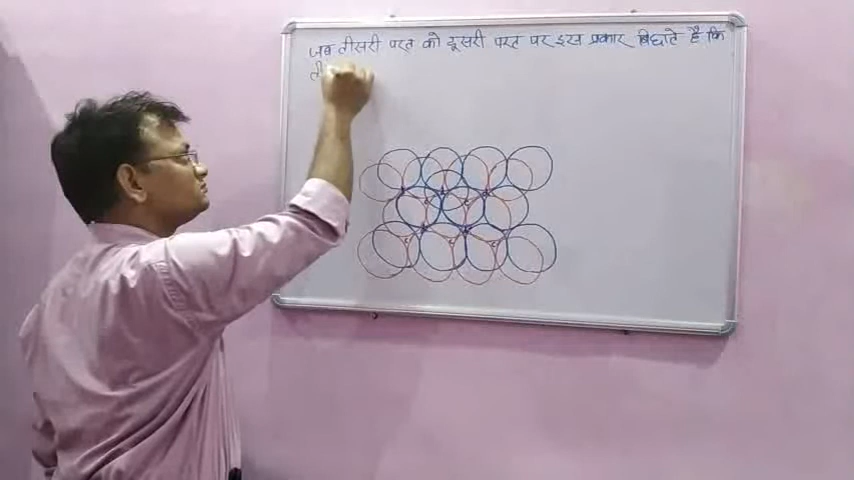 जब तीसरी परत को दूसरी परत पर इस प्रकार बिछाते है कि
ती